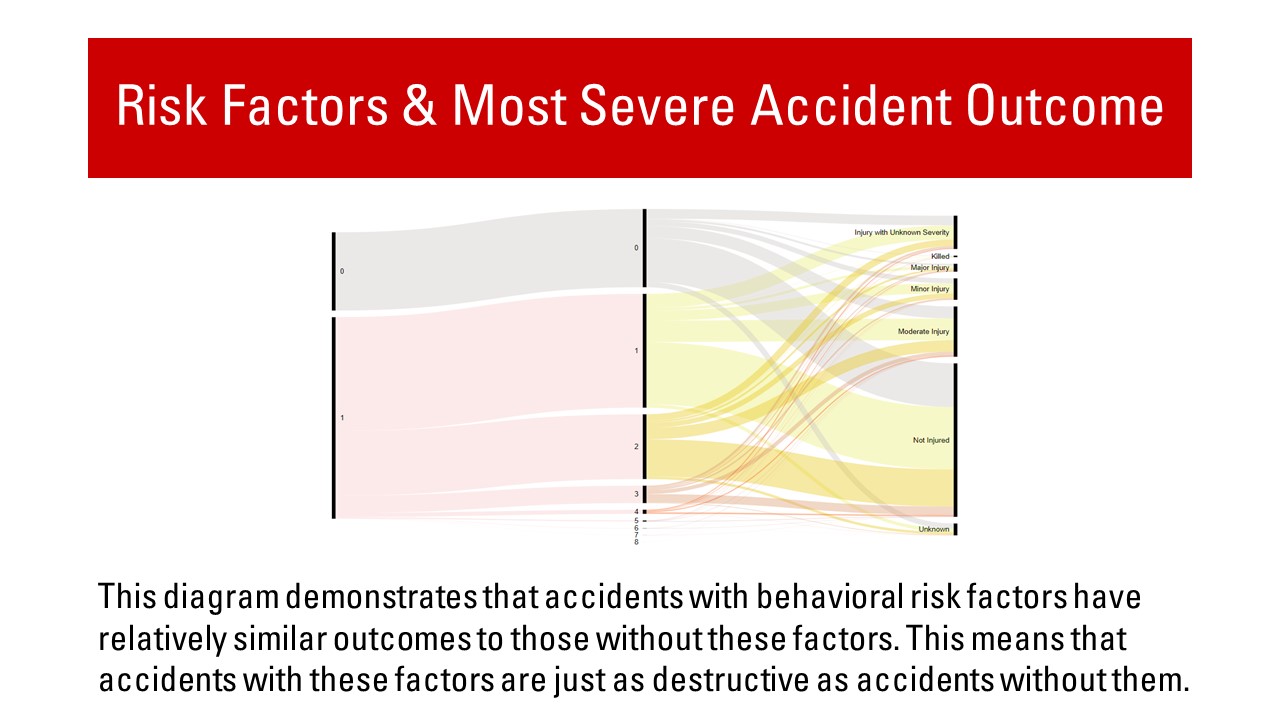 Risk Factors & Most Severe Accident Outcome
0
1
0
1
2
3
4
5
6
7
8
Injury with Unknown Severity
Killed
Major Injury
Minor Injury
Moderate Injury
Not Injured
Unknown
This diagram demonstrates that accidents with behavioral risk factors have
relatively similar outcomes to those without these factors. This means that
accidents with these factors are just as destructive as accidents without them.